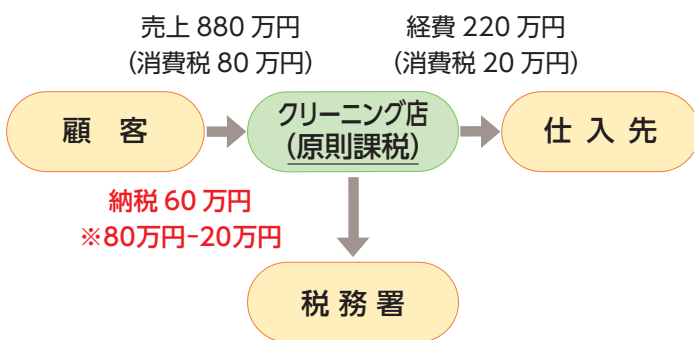 売上 880 万円
(消費税 80 万円)
経費 220 万円
(消費税 20 万円)
顧客
クリーニング店
(原則課税)
仕入先
納税 60 万円
※80万円-20万円
税務署